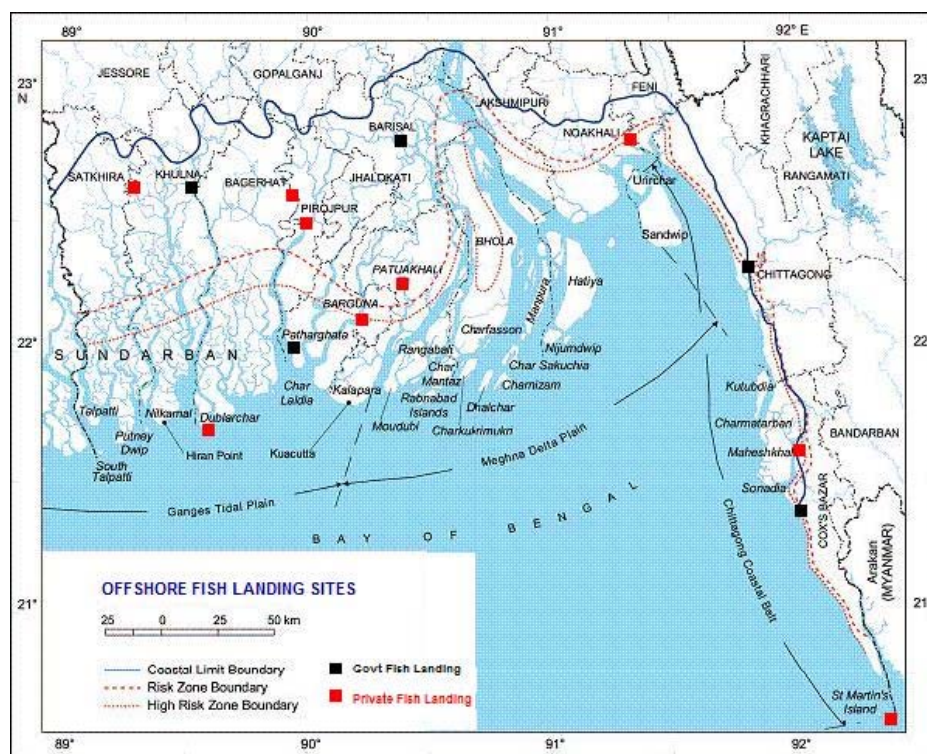 89°
90°
91°
92° E
23°
N
23
JESSORE
GOPALGANJ
FENI
KHAGRACHHARI
AKSHMIPURI
NOAKHALI
BARISAL
KAPTAI
LAKE
RANGAMATI
SATKHIRA
KHULNA
BAGERHAT
JHALOKATI
PIROJPUR
Urirchar
Sandwip
BHOLA
PATUAKHALI
CHITTAGONG
BARGUNA
Hatiya
Manpura
22°
22
SUNDARBAN
Patharghata
Charfasson
Rangabali
Nijumdwip
Char
Mantaz
Char Sakuchia
Char
Laldia
Kalapara
Rabnabad
Islands
Charnizam
Dhalchar
Kutubdia
Talpatti
Nilkamal
Dublarchar
Moudubi
Charkukrimukri
Charmatarban
Putney
Dwip
Hiran Point
Kuacutta
BANDARBAN
Maheshkhali
South
Talpatti
Meghna Delta Plain
Sonadia
Ganges Tidal Plain
BAY OF BENGAL
COX'S BAZAR
Chittagong Coastal Belt
Arakan
(MYANMAR)
OFFSHORE FISH LANDING SITES
21°
21
25 0 25 50 km
Coastal Limit Boundary
Govt Fish Landing
Risk Zone Boundary
Private Fish Landing
High Risk Zone Boundary
St Martin's
Island
89°
90°
91°
92°